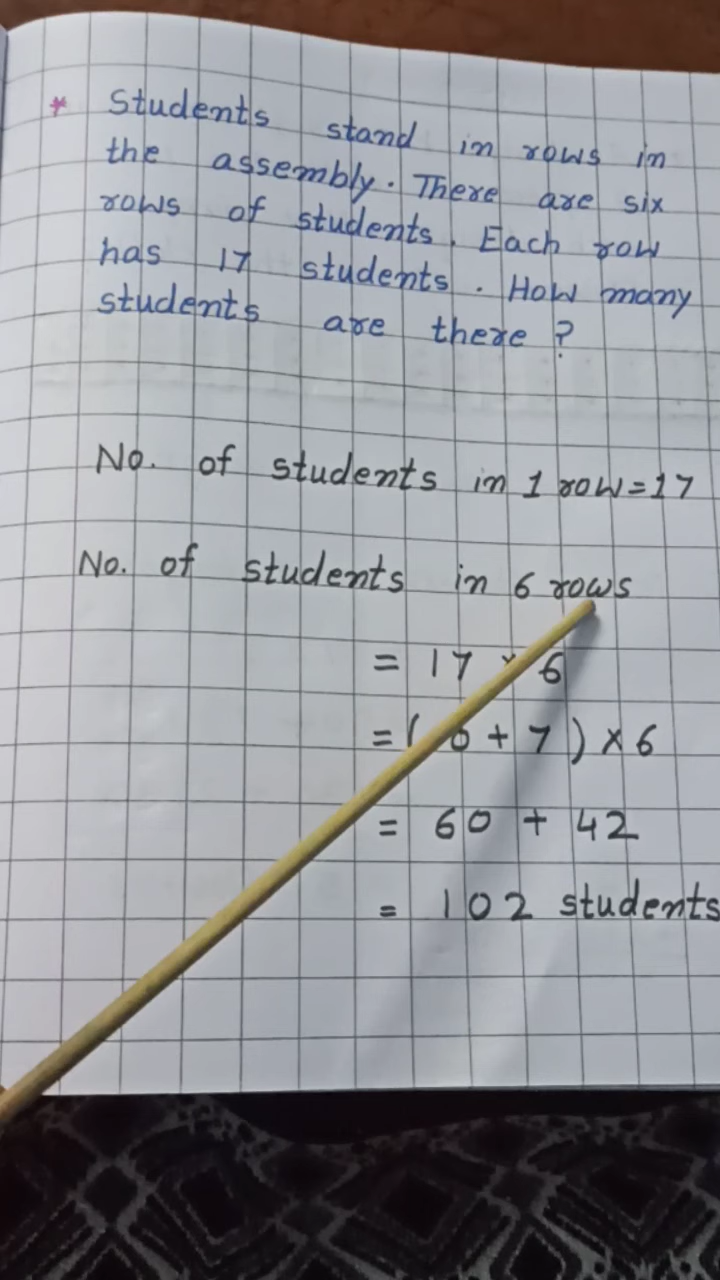 * Students stand in rows in
the assembly. There are six
rows of students. Each row
has 17 students. How many
students are there?
No. of students in 1 row=17
No. of students in 6 rows
= 17 × 6
=( 0 + 7 ) × 6
= 60 + 42
= 102 students